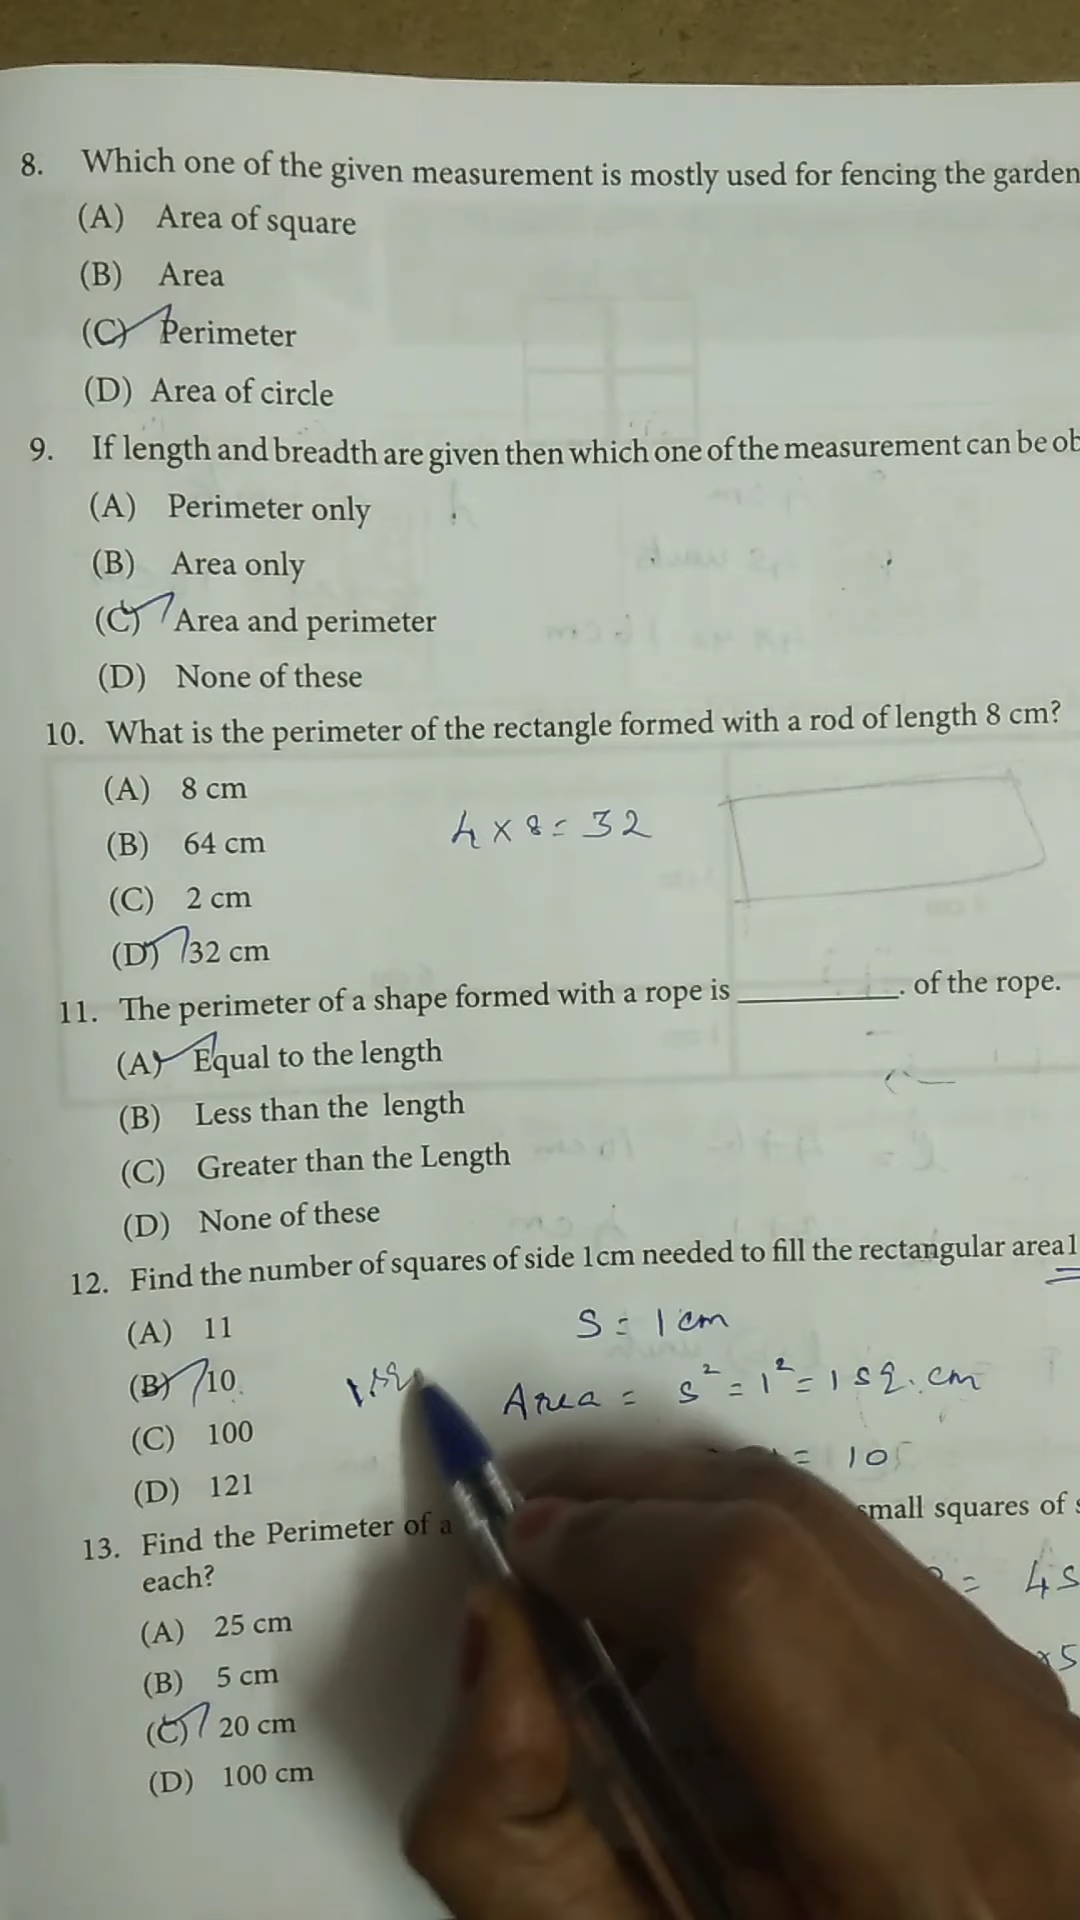 8. Which one of the given measurement is mostly used for fencing the garden
(A) Area of square
(B) Area
(C) Perimeter
(D) Area of circle
9. If length and breadth are given then which one of the measurement can be ob
(A) Perimeter only
(B) Area only
(C) Area and perimeter
(D) None of these
10. What is the perimeter of the rectangle formed with a rod of length 8 cm?
(A) 8 cm
(B) 64 cm
4 x 8 = 32
(C) 2 cm
(D) 32 cm
11. The perimeter of a shape formed with a rope is __________. of the rope.
(A) Equal to the length
(B) Less than the length
(C) Greater than the Length
(D) None of these
12. Find the number of squares of side 1cm needed to fill the rectangular area1
(A) 11
S = 1 cm
(B) 10
Area = s² = 1² = 1 sq. cm
(C) 100
= 10
(D) 121
13. Find the Perimeter of a small squares of s
each?
= 4s
(A) 25 cm
x5
(B) 5 cm
(C) 20 cm
(D) 100 cm